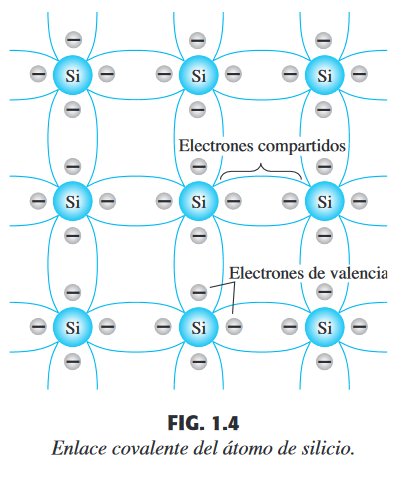 Si Si Si
Electrones compartidos
Si Si Si
Electrones de valencia
Si Si Si
FIG. 1.4
Enlace covalente del átomo de silicio.